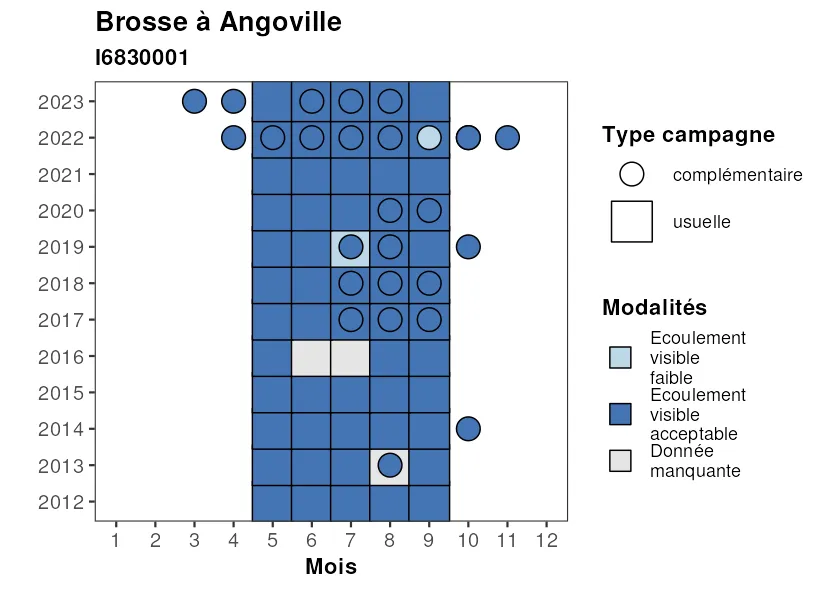 Brosse à Angoville
I6830001
2023
2022
2021
2020
2019
2018
2017
2016
2015
2014
2013
2012
1 2 3 4 5 6 7 8 9 10 11 12
Mois
Type campagne
complémentaire
usuelle
Modalités
Ecoulement
visible
faible
Ecoulement
visible
acceptable
Donnée
manquante